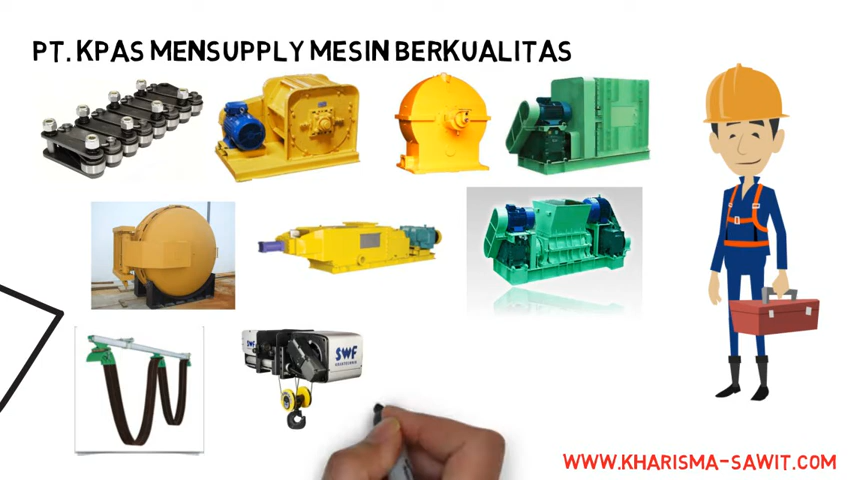 PT. KPAS MENSUPPLY MESIN BERKUALITAS
SWF
WWW.KHARISMA-SAWIT.COM